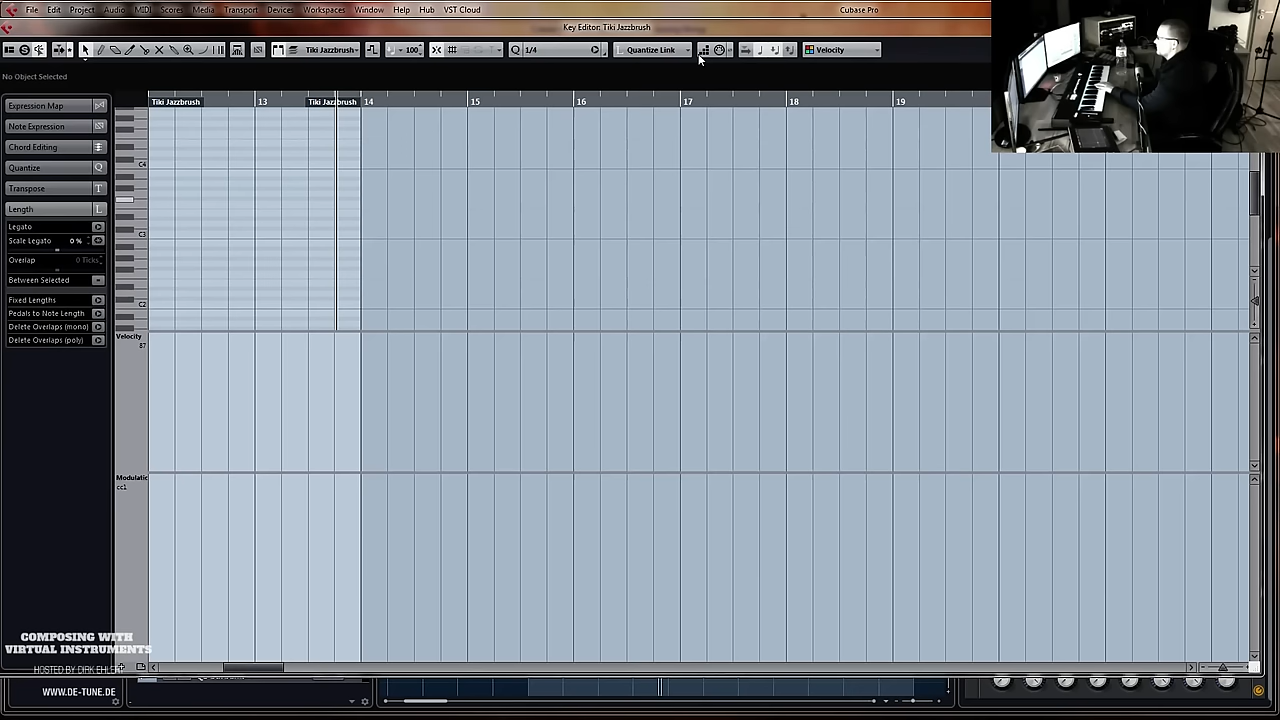 File Edit Project Audio MIDI Scores Media Transport Devices Workspaces Window Help Hub VST Cloud Cubase Pro
Key Editor: Tiki Jazzbrush
Tiki Jazzbrush 100 Q 1/4 Quantize Link Velocity
No Object Selected
Tiki Jazzbrush 13 Tiki Jazzbrush 14 15 16 17 18 19
Expression Map
Note Expression
Chord Editing
Quantize Q
Transpose T
Length L
Legato
Scale Legato 0 %
Overlap 0 Ticks
Between Selected
Fixed Lengths
Pedals to Note Length
Delete Overlaps (mono)
Delete Overlaps (poly)
C4
C3
C2
Velocity
87
Modulatic
cc1
COMPOSING WITH
VIRTUAL INSTRUMENTS
HOSTED BY DIRK EHLERT
WWW.DE-TUNE.DE